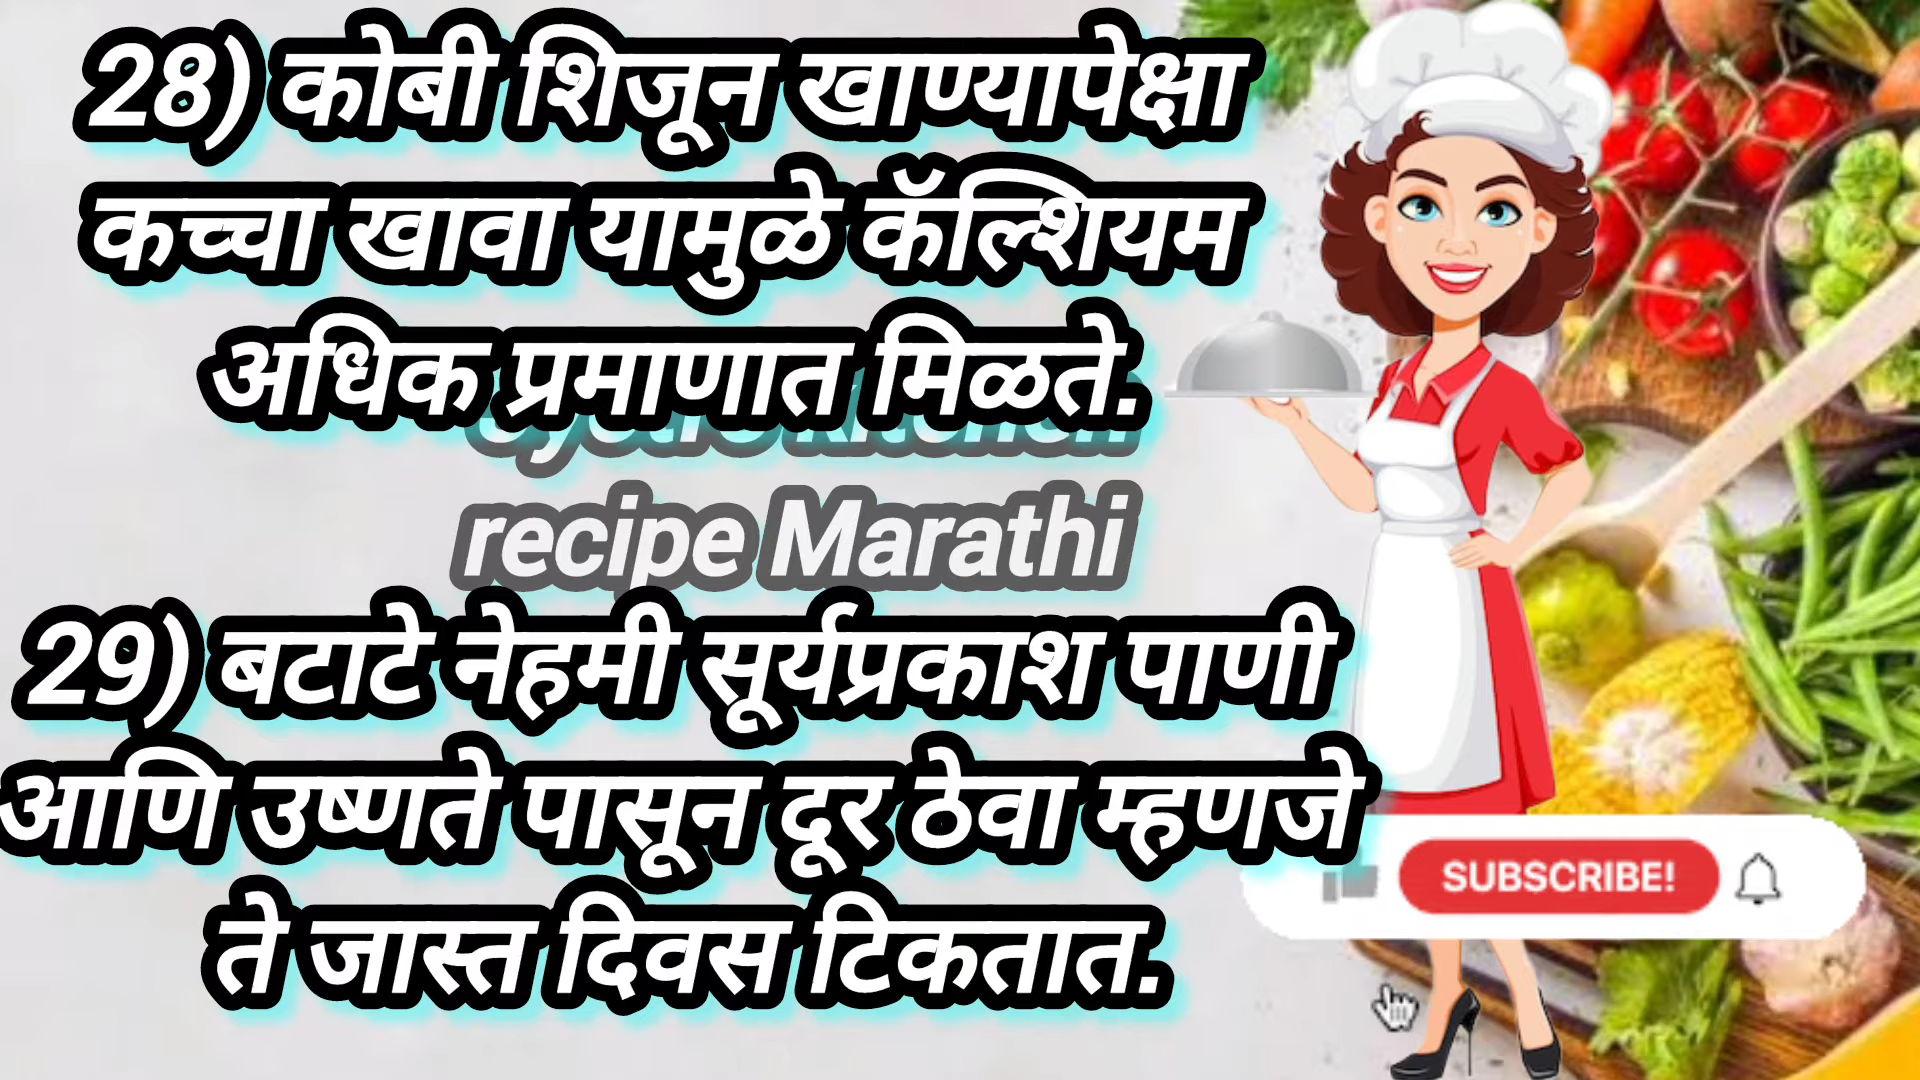 28) कोबी शिजून खाण्यापेक्षा
कच्चा खावा यामुळे कॅल्शियम
अधिक प्रमाणात मिळते.
recipe Marathi
29) बटाटे नेहमी सूर्यप्रकाश पाणी
आणि उष्णते पासून दूर ठेवा म्हणजे
ते जास्त दिवस टिकतात.
SUBSCRIBE!